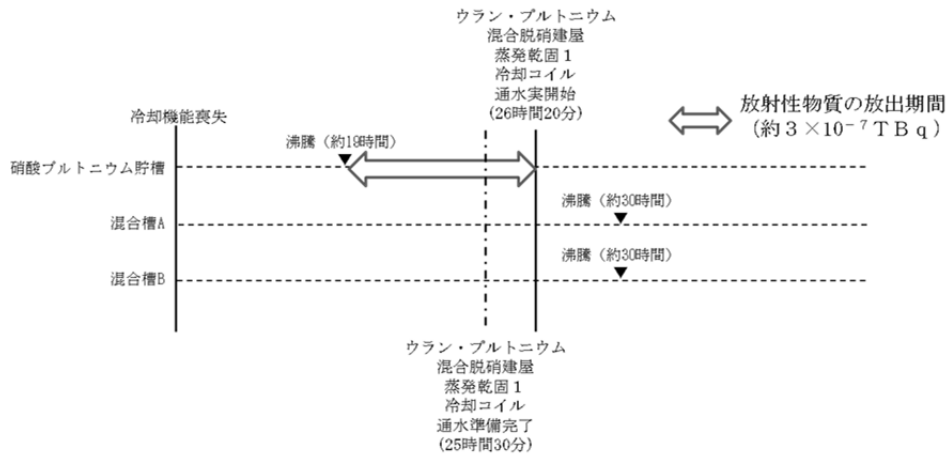 ウラン・プルトニウム
混合脱硝建屋
蒸発乾固１
冷却コイル
通水実開始
(26時間20分)
放射性物質の放出期間
（約３×10⁻⁷ＴＢｑ）
冷却機能喪失
沸騰（約19時間）
硝酸プルトニウム貯槽
沸騰（約30時間）
混合槽A
沸騰（約30時間）
混合槽B
ウラン・プルトニウム
混合脱硝建屋
蒸発乾固１
冷却コイル
通水準備完了
(25時間30分)